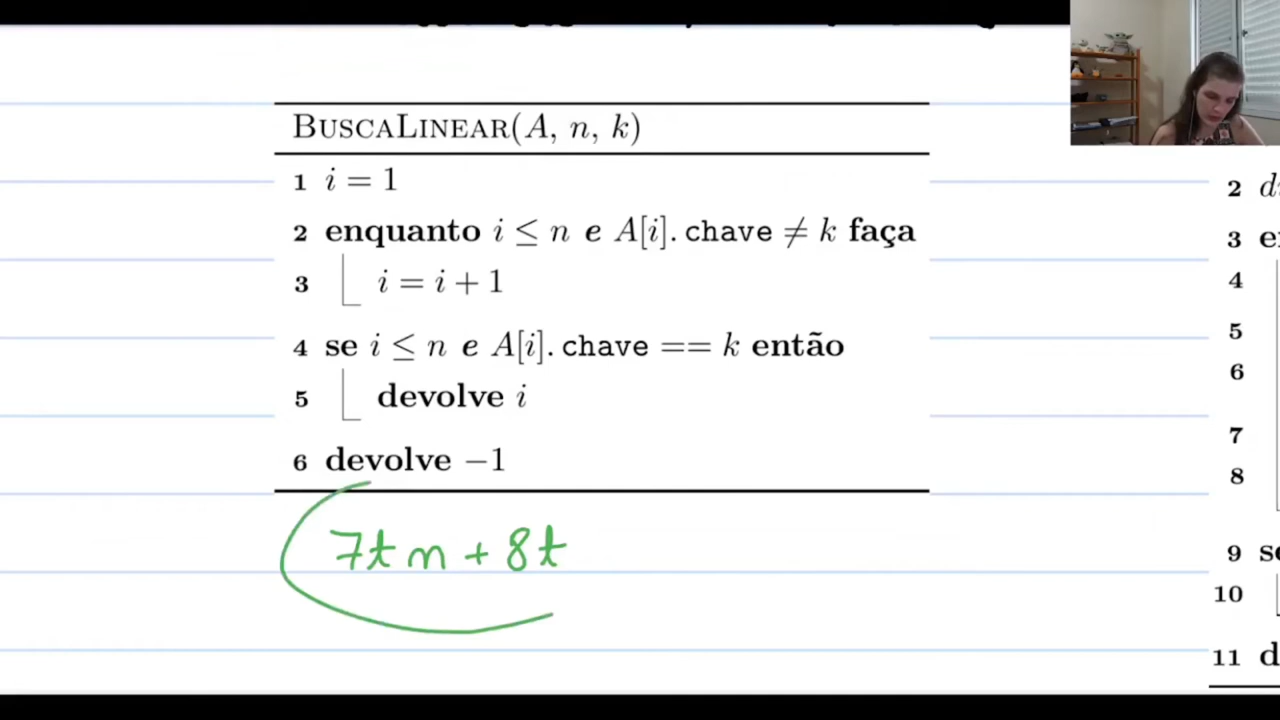 BUSCALINEAR(A, n, k)
1 i = 1
2 enquanto i ≤ n e A[i].chave ≠ k faça
3 i = i + 1
4 se i ≤ n e A[i].chave == k então
5 devolve i
6 devolve −1
7tn + 8t
2
3
4
5
6
7
8
9
10
11